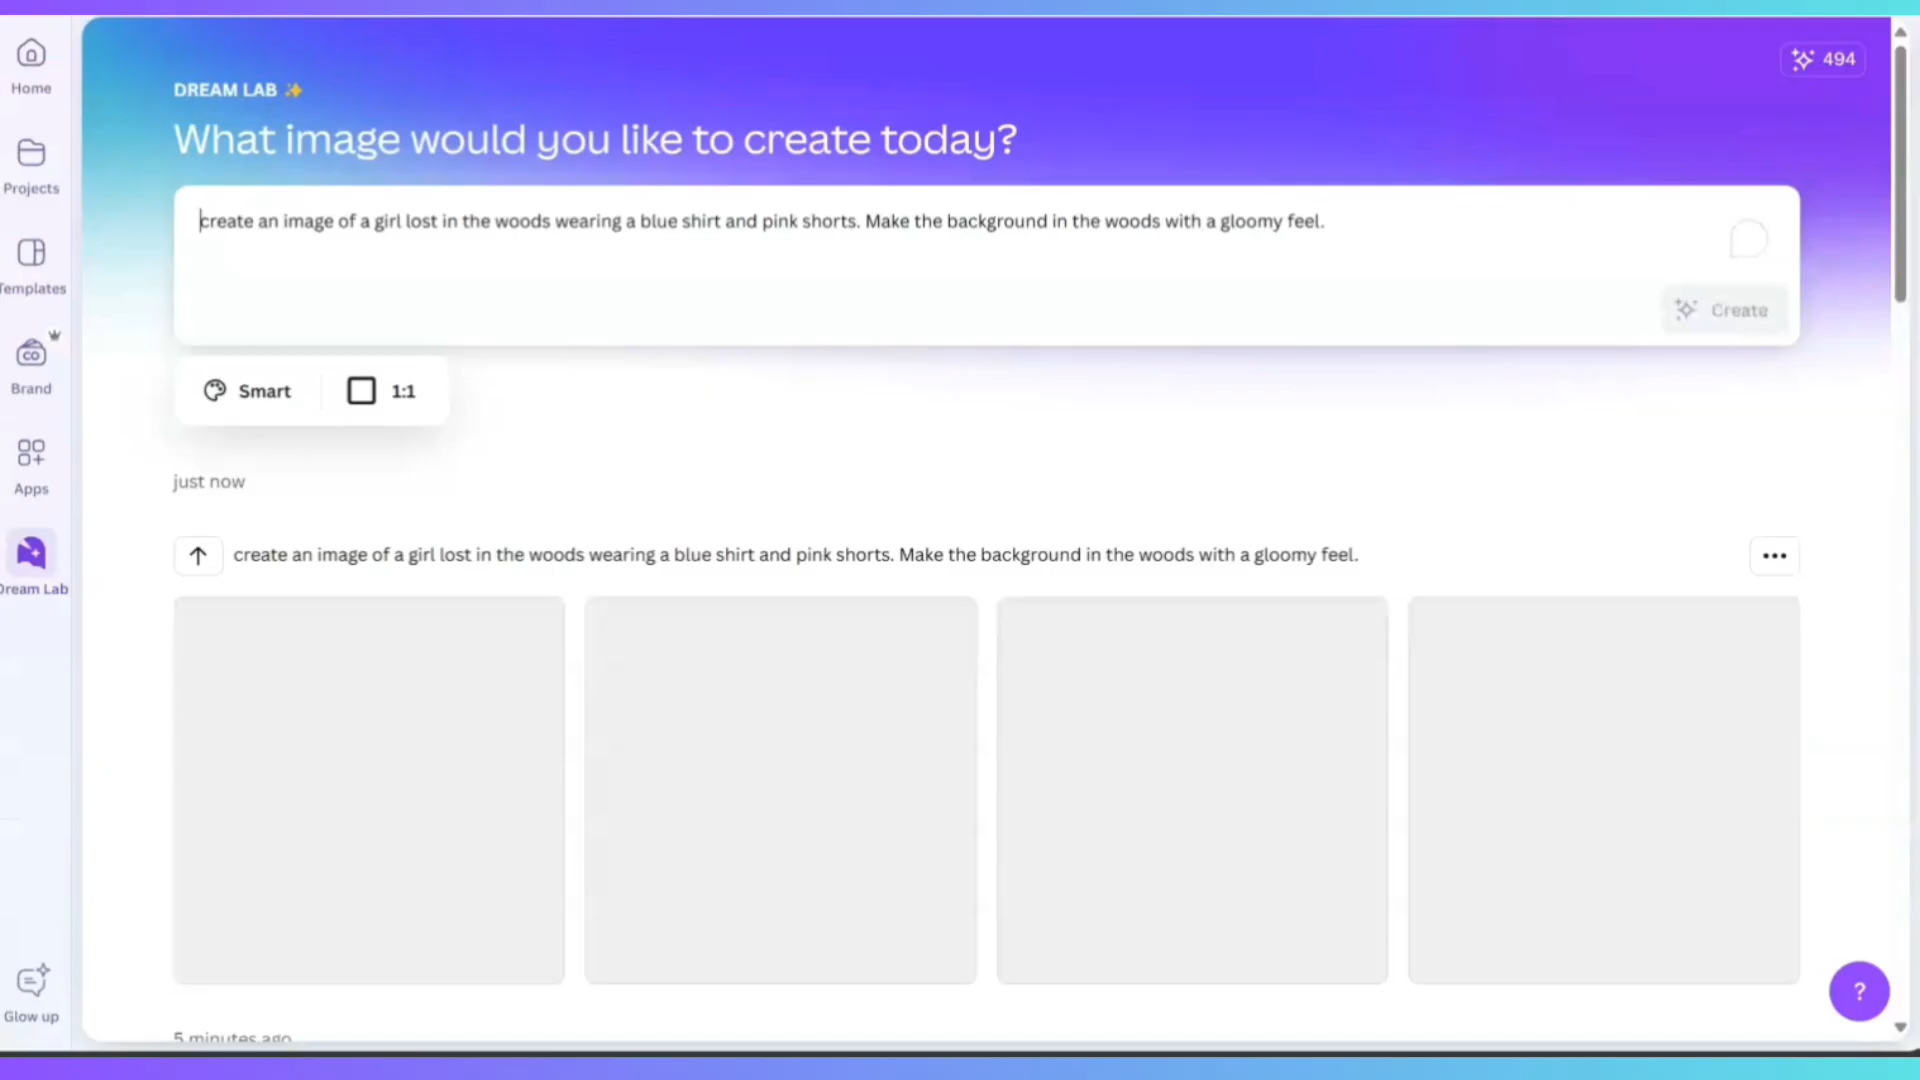 Home
Projects
Templates
Brand
Apps
Dream Lab
Glow up
494
DREAM LAB ✨
What image would you like to create today?
create an image of a girl lost in the woods wearing a blue shirt and pink shorts. Make the background in the woods with a gloomy feel.
Create
Smart
1:1
just now
create an image of a girl lost in the woods wearing a blue shirt and pink shorts. Make the background in the woods with a gloomy feel.
5 minutes ago
?